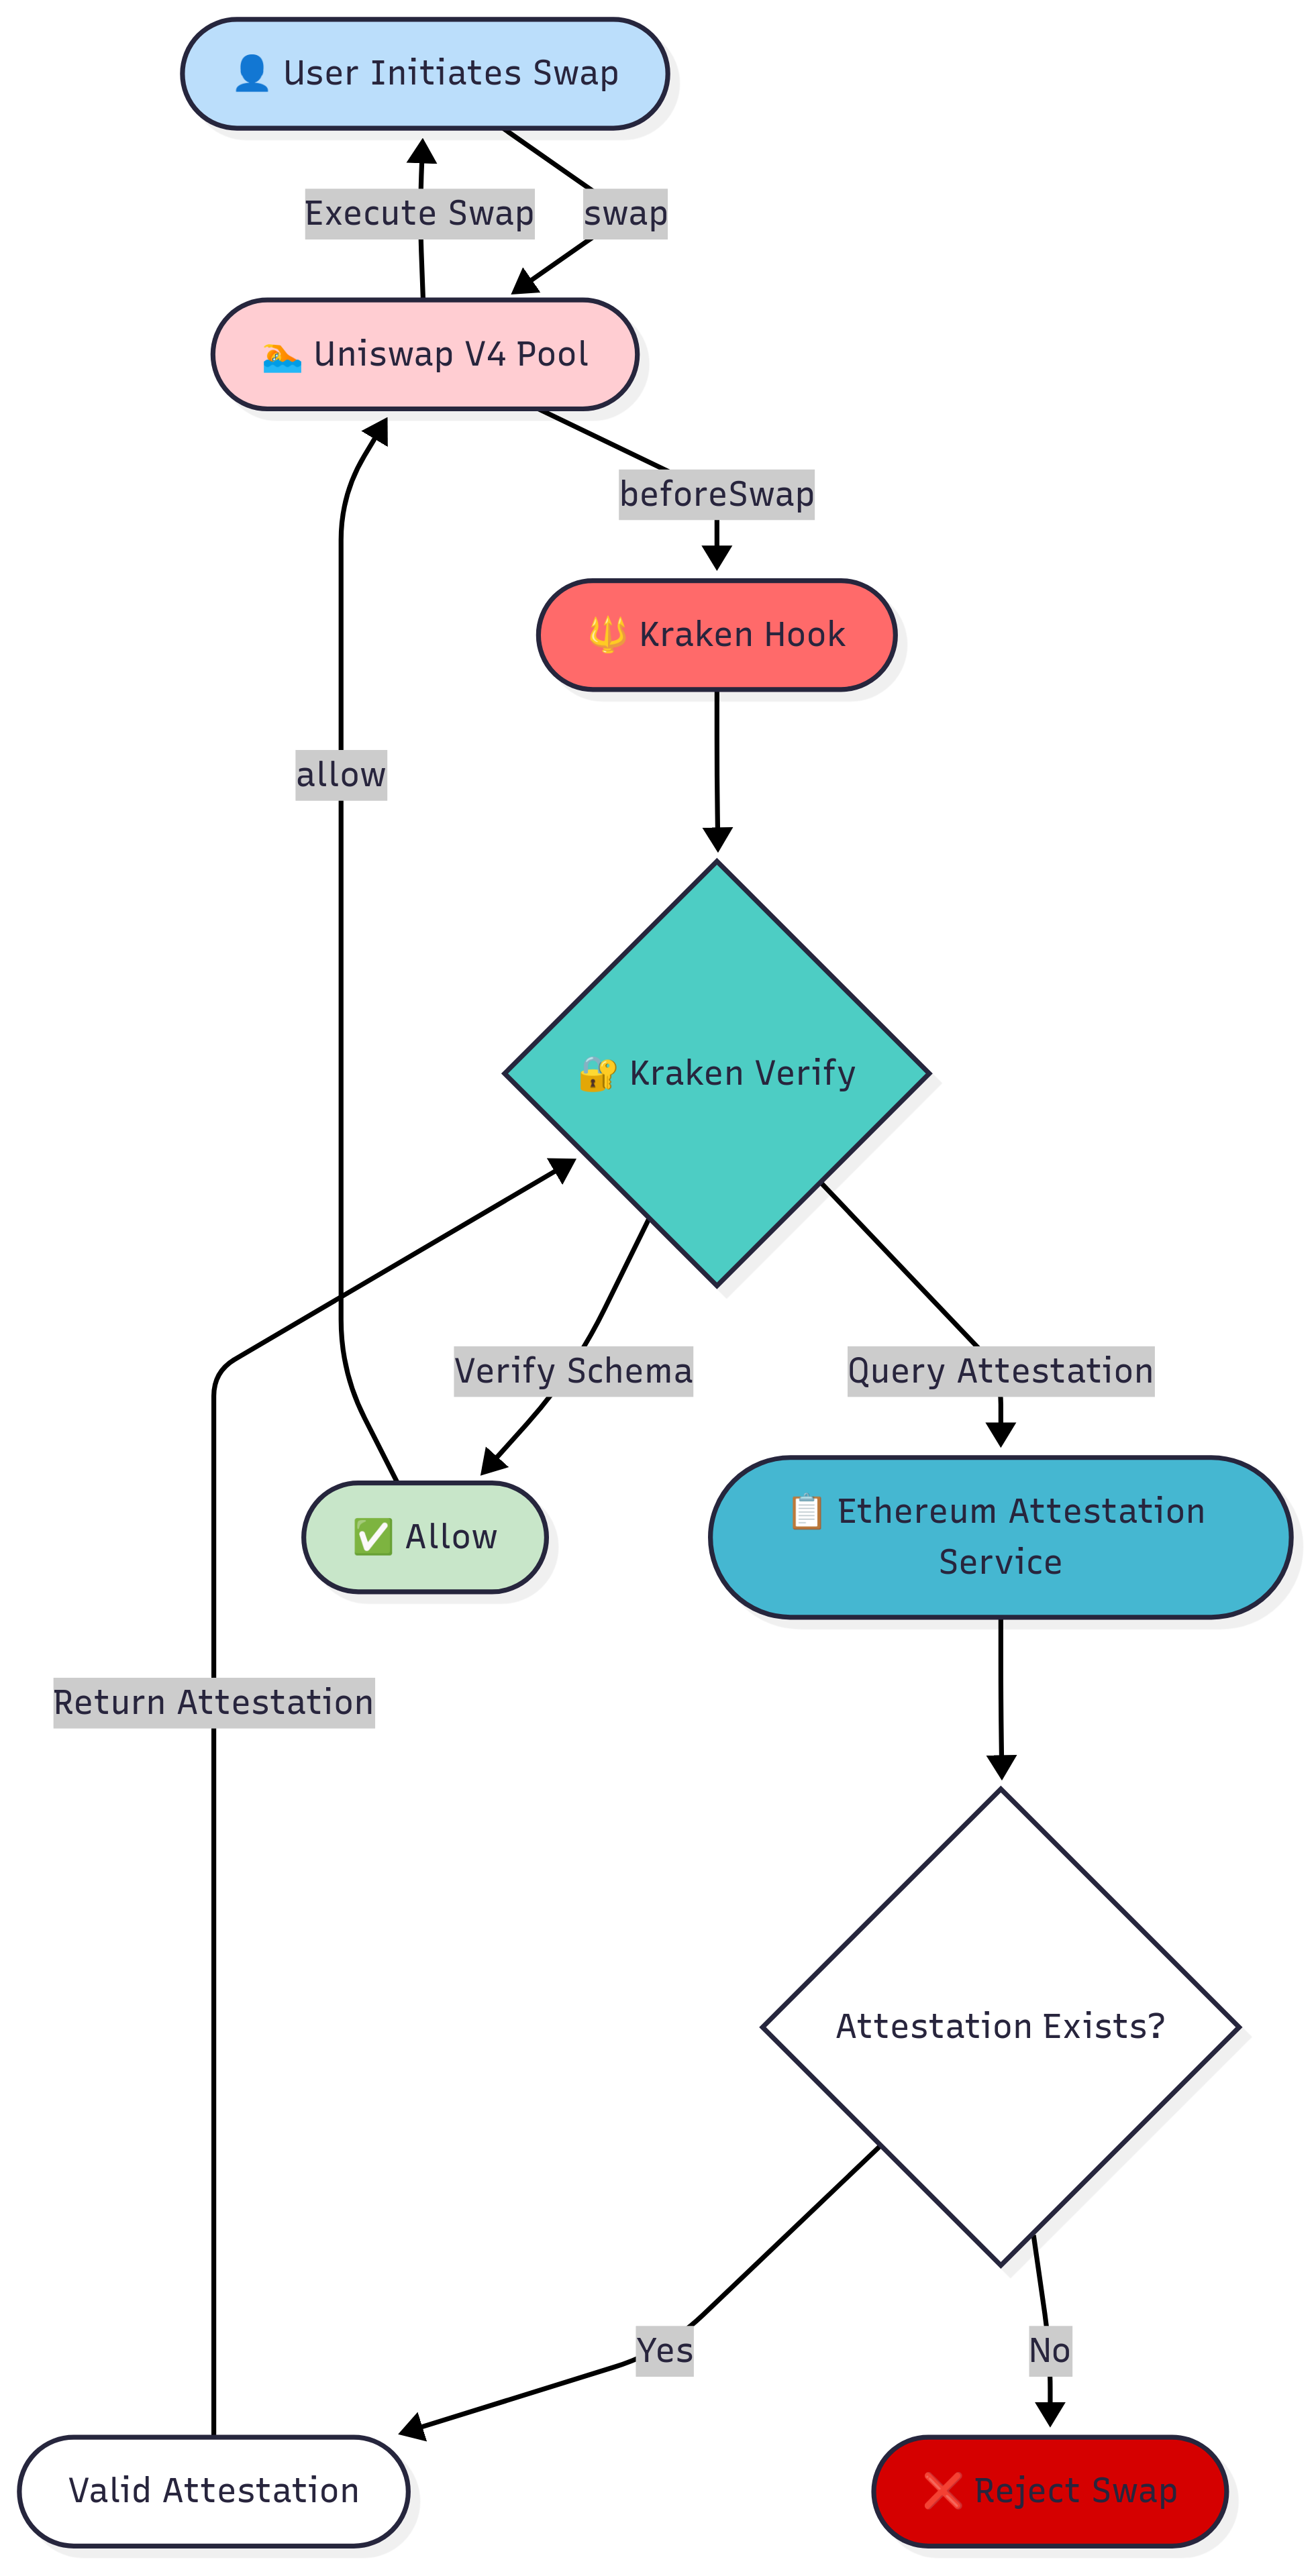 👤 User Initiates Swap
Execute Swap
swap
🏊 Uniswap V4 Pool
beforeSwap
🔱 Kraken Hook
allow
🔐 Kraken Verify
Verify Schema
Query Attestation
📋 Ethereum Attestation
Service
✅ Allow
Return Attestation
Attestation Exists?
Yes
No
Valid Attestation
❌ Reject Swap